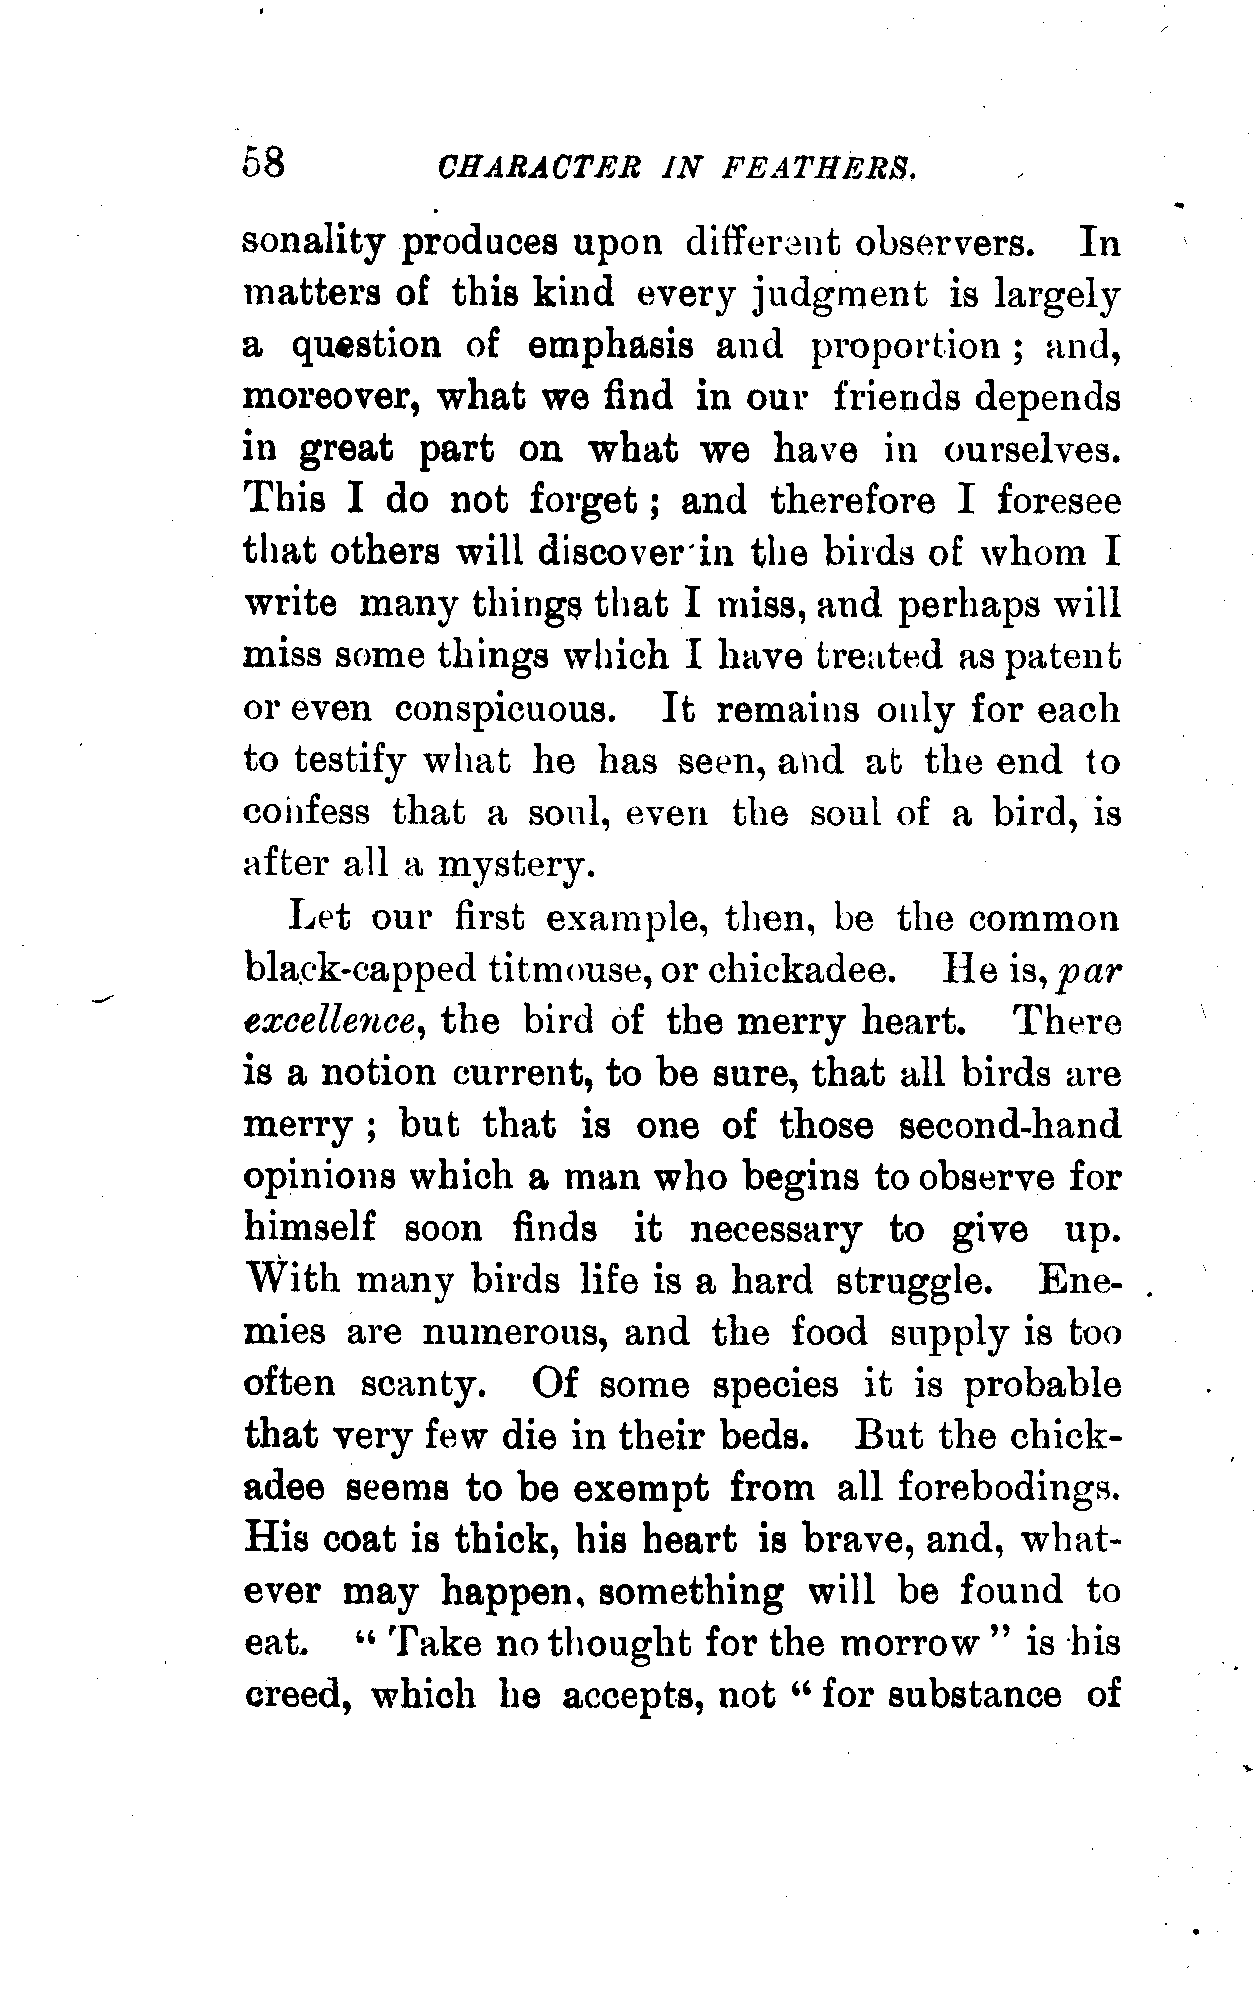 58 CHARACTER IN FEATHERS.
sonality produces upon different observers. In
matters of this kind every judgment is largely
a question of emphasis and proportion ; and,
moreover, what we find in our friends depends
in great part on what we have in ourselves.
This I do not forget ; and therefore I foresee
that others will discover in the birds of whom I
write many things that I miss, and perhaps will
miss some things which I have treated as patent
or even conspicuous. It remains only for each
to testify what he has seen, and at the end to
confess that a soul, even the soul of a bird, is
after all a mystery.
Let our first example, then, be the common
black-capped titmouse, or chickadee. He is, par
excellence, the bird of the merry heart. There
is a notion current, to be sure, that all birds are
merry ; but that is one of those second-hand
opinions which a man who begins to observe for
himself soon finds it necessary to give up.
With many birds life is a hard struggle. Ene-
mies are numerous, and the food supply is too
often scanty. Of some species it is probable
that very few die in their beds. But the chick-
adee seems to be exempt from all forebodings.
His coat is thick, his heart is brave, and, what-
ever may happen, something will be found to
eat. “ Take no thought for the morrow ” is his
creed, which he accepts, not “ for substance of